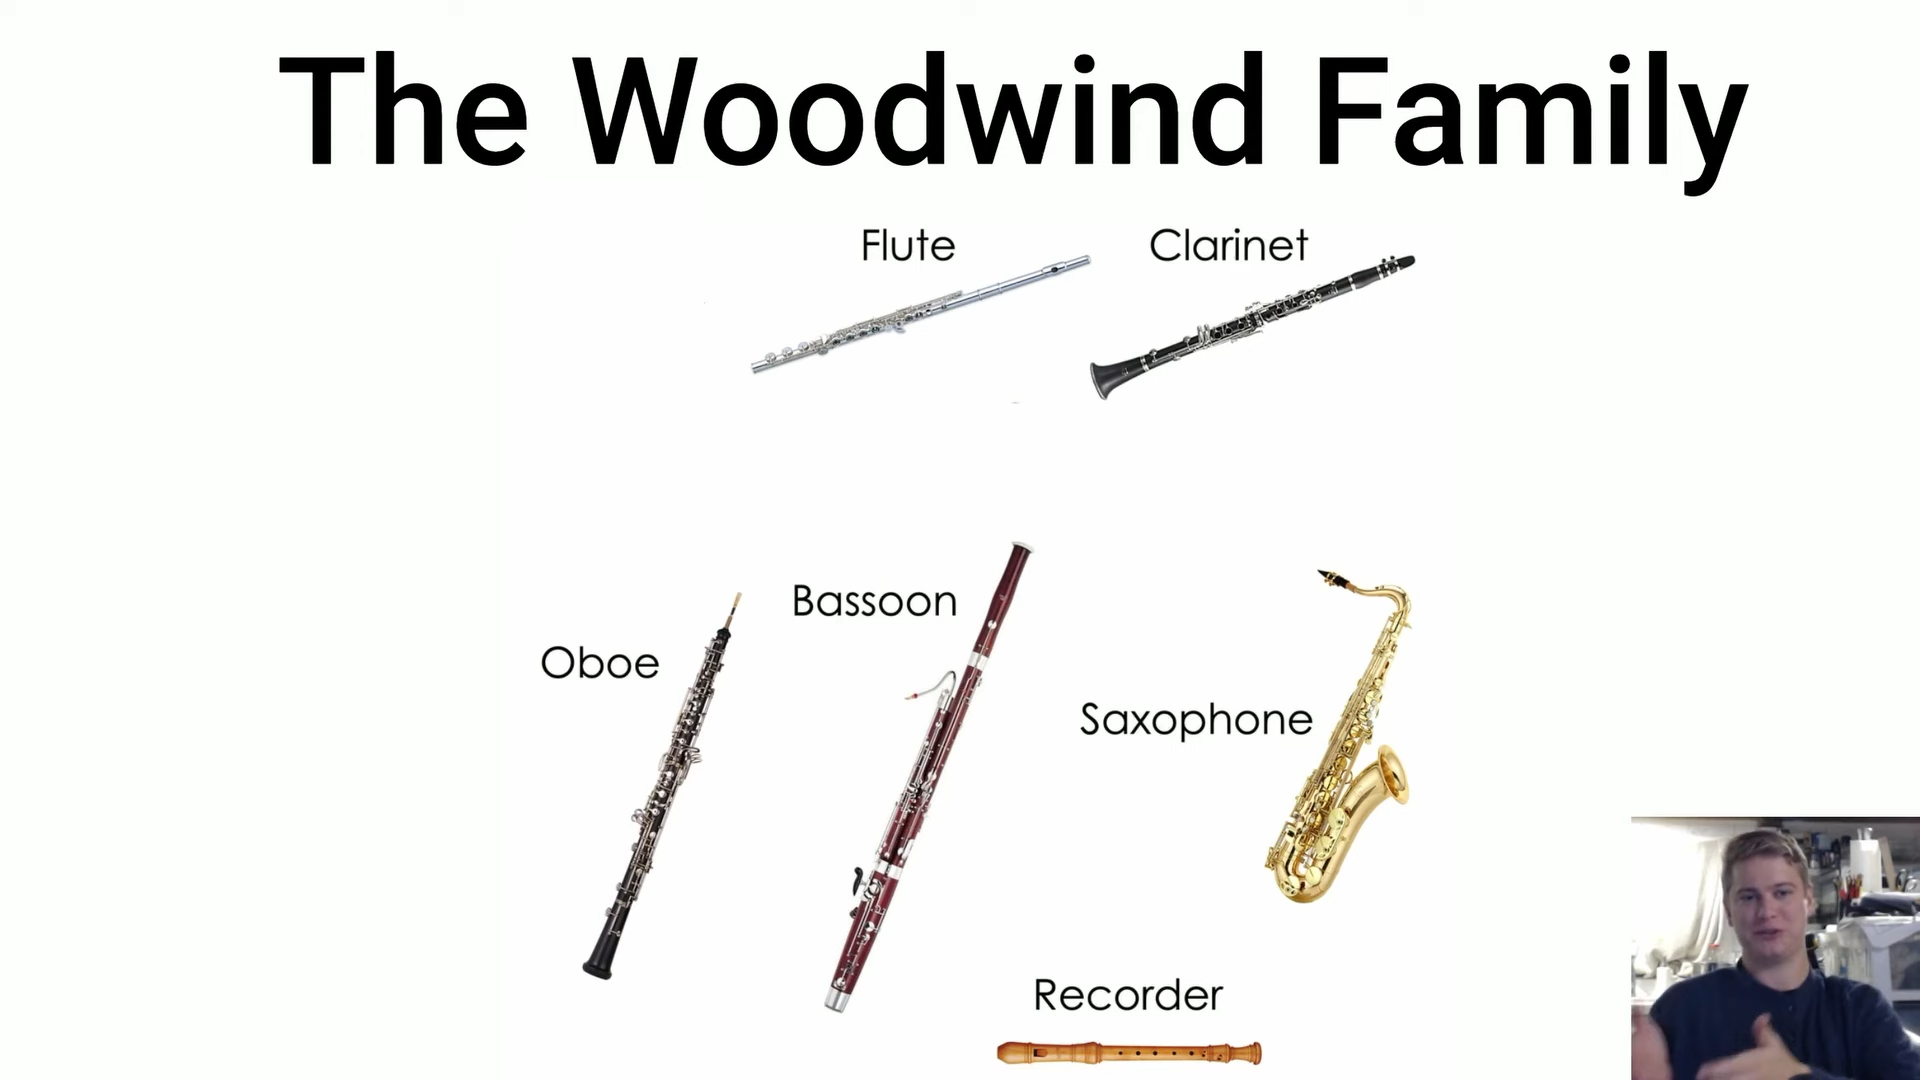 The Woodwind Family
Flute
Clarinet
Bassoon
Oboe
Saxophone
Recorder